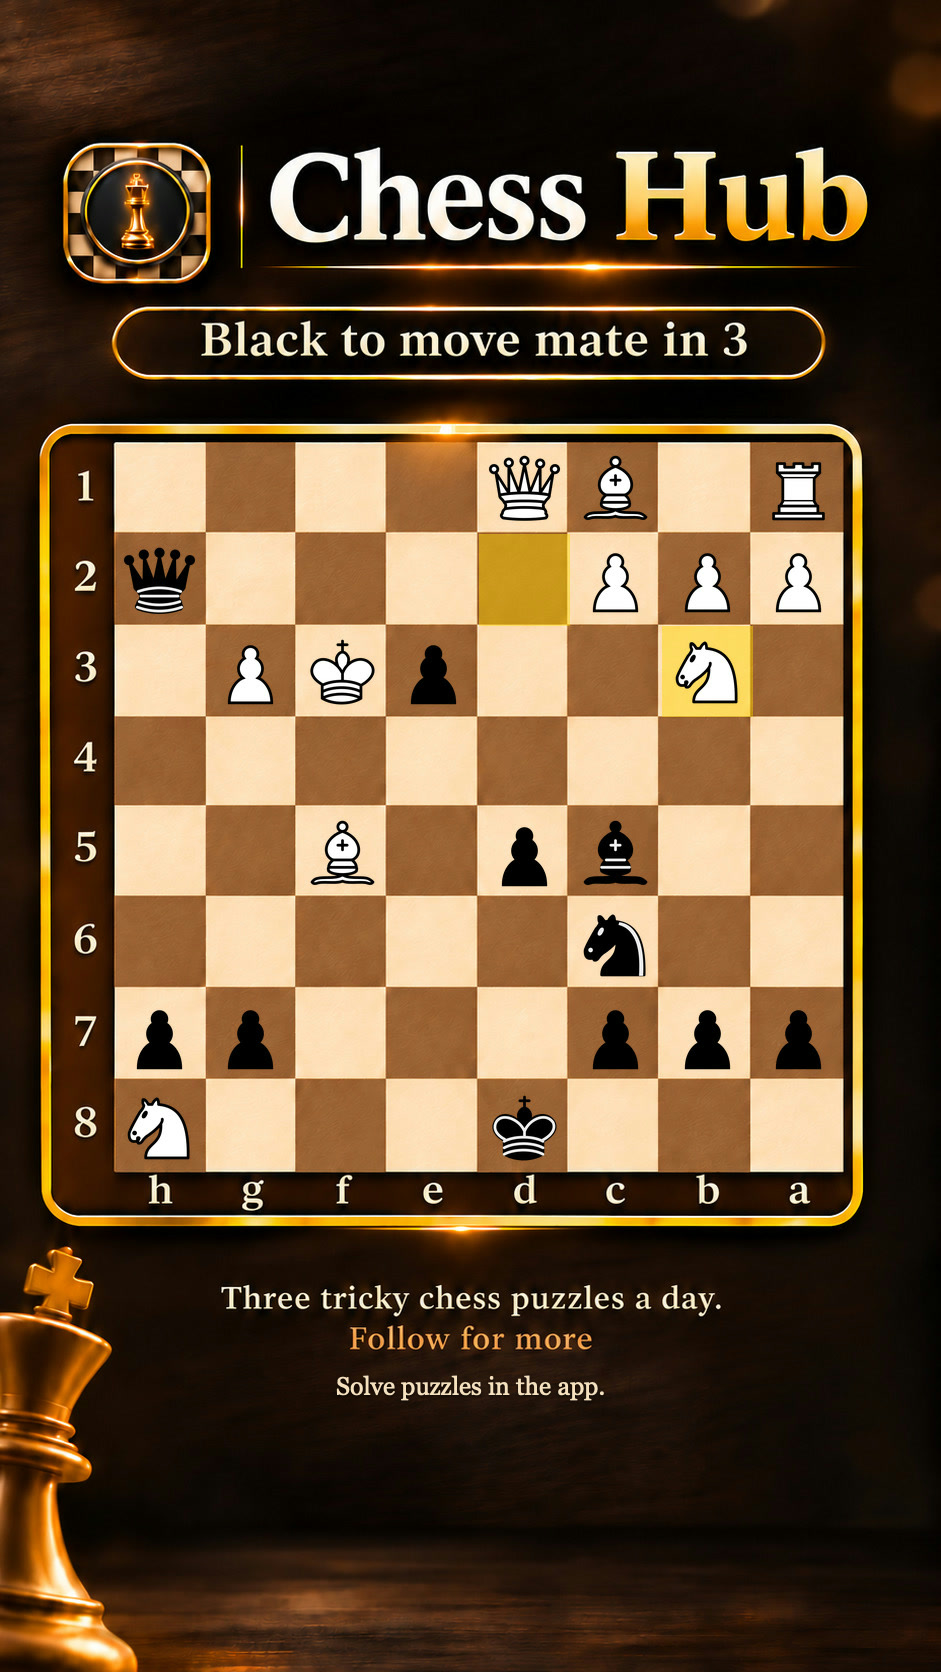 Chess Hub
Black to move mate in 3
1
2
3
4
5
6
7
8
h g f e d c b a
Three tricky chess puzzles a day.
Follow for more
Solve puzzles in the app.